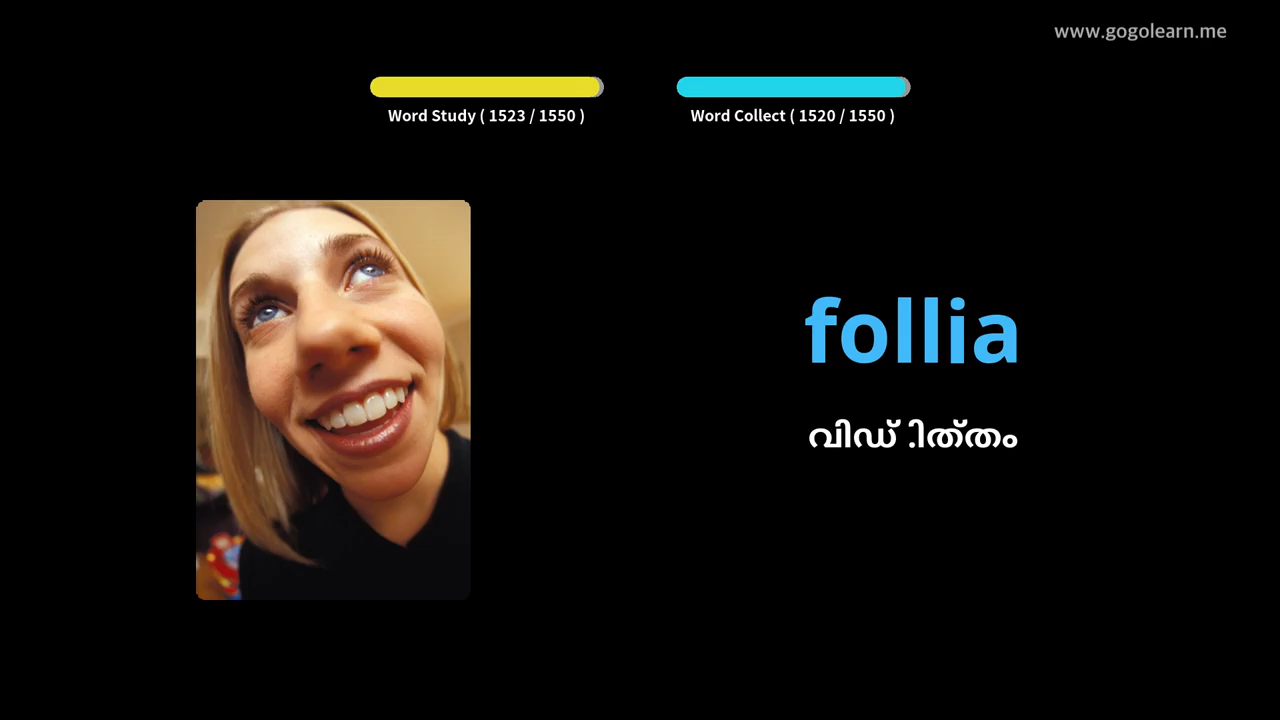 www.gogolearn.me
Word Study ( 1523 / 1550 )
Word Collect ( 1520 / 1550 )
follia
വിഡ് ിത്തം